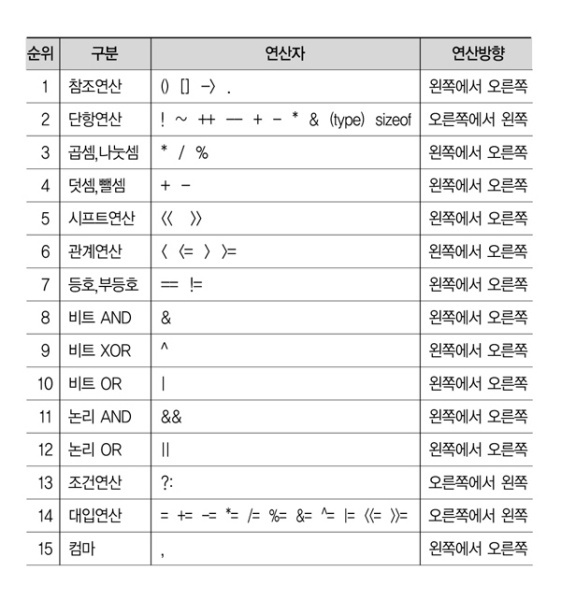 순위 구분 연산자 연산방향
1 참조연산 () [] -> . 왼쪽에서 오른쪽
2 단항연산 ! ~ ++ -- + - * & (type) sizeof 오른쪽에서 왼쪽
3 곱셈,나눗셈 * / % 왼쪽에서 오른쪽
4 덧셈,뺄셈 + - 왼쪽에서 오른쪽
5 시프트연산 << >> 왼쪽에서 오른쪽
6 관계연산 < <= > >= 왼쪽에서 오른쪽
7 등호,부등호 == != 왼쪽에서 오른쪽
8 비트 AND & 왼쪽에서 오른쪽
9 비트 XOR ^ 왼쪽에서 오른쪽
10 비트 OR | 왼쪽에서 오른쪽
11 논리 AND && 왼쪽에서 오른쪽
12 논리 OR || 왼쪽에서 오른쪽
13 조건연산 ?: 오른쪽에서 왼쪽
14 대입연산 = += -= *= /= %= &= ^= |= <<= >>= 오른쪽에서 왼쪽
15 컴마 , 왼쪽에서 오른쪽